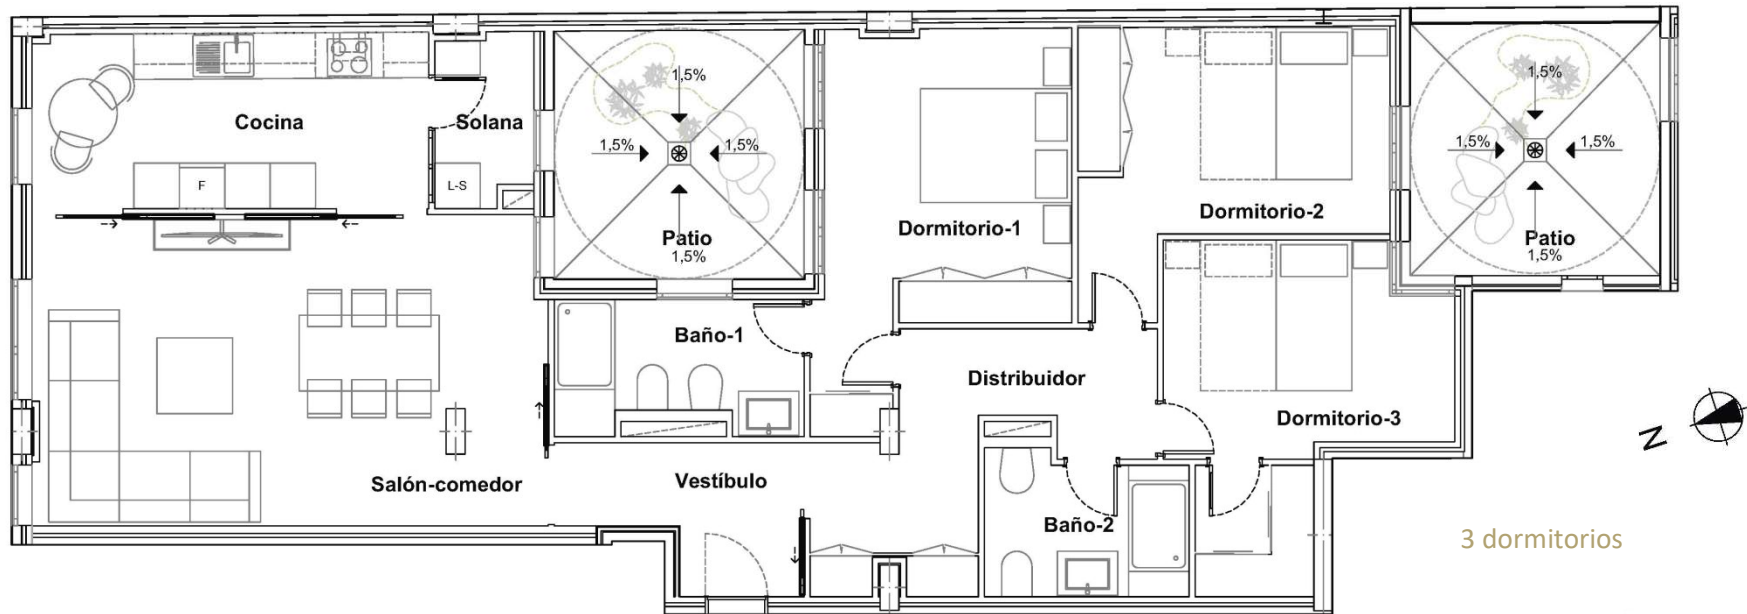 1,5%
1,5%
Cocina
Solana
1,5%
1,5%
1,5%
1,5%
F
L-S
Dormitorio-1
Dormitorio-2
Patio
1,5%
Patio
1,5%
Baño-1
Distribuidor
Dormitorio-3
N
Salón-comedor
Vestíbulo
Baño-2
3 dormitorios